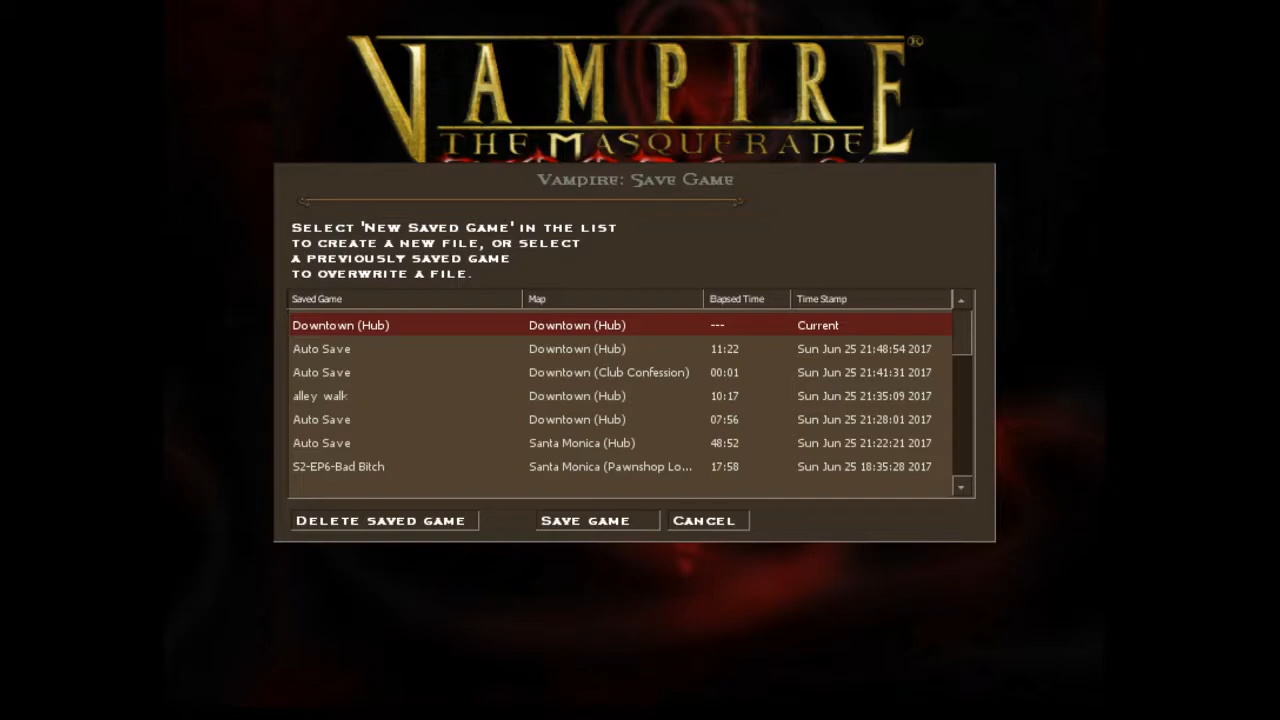 VAMPIRE®
THE MASQUERADE
VAMPIRE: SAVE GAME
SELECT 'NEW SAVED GAME' IN THE LIST
TO CREATE A NEW FILE, OR SELECT
A PREVIOUSLY SAVED GAME
TO OVERWRITE A FILE.
Saved Game Map Elapsed Time Time Stamp
Downtown (Hub) Downtown (Hub) --- Current
Auto Save Downtown (Hub) 11:22 Sun Jun 25 21:48:54 2017
Auto Save Downtown (Club Confession) 00:01 Sun Jun 25 21:41:31 2017
alley walk Downtown (Hub) 10:17 Sun Jun 25 21:35:09 2017
Auto Save Downtown (Hub) 07:56 Sun Jun 25 21:28:01 2017
Auto Save Santa Monica (Hub) 48:52 Sun Jun 25 21:22:21 2017
S2-EP6-Bad Bitch Santa Monica (Pawnshop Lo... 17:58 Sun Jun 25 18:35:28 2017
DELETE SAVED GAME SAVE GAME CANCEL